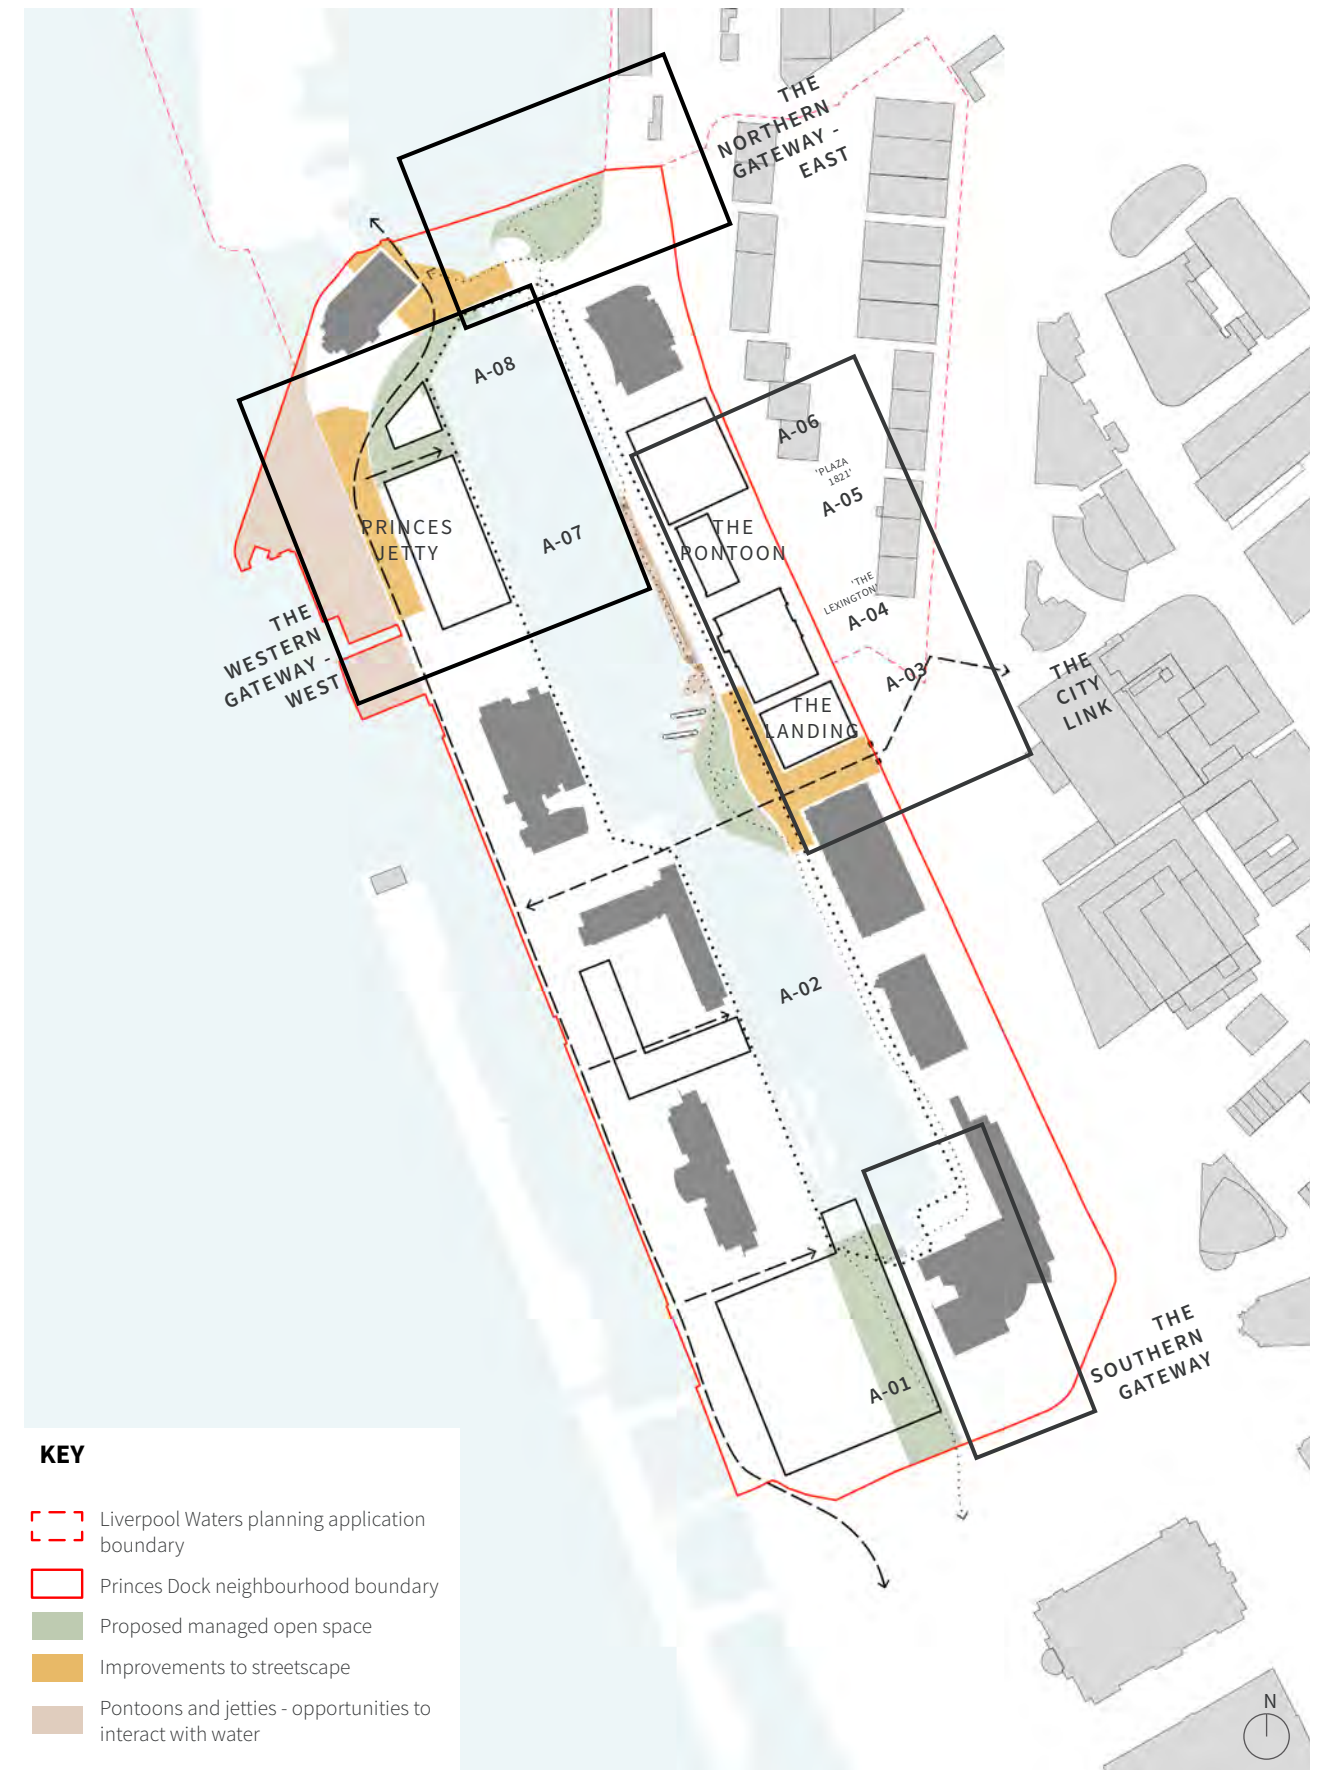 THE
NORTHERN
GATEWAY -
EAST
A-08
A-06
'PLAZA
1821'
A-05
PRINCES
JETTY
A-07
THE
PONTOON
'THE
LEXINGTON'
A-04
THE
WESTERN
GATEWAY -
WEST
A-03
THE
CITY
LINK
THE
LANDING
A-02
THE
SOUTHERN
GATEWAY
A-01
KEY
Liverpool Waters planning application
boundary
Princes Dock neighbourhood boundary
Proposed managed open space
Improvements to streetscape
Pontoons and jetties - opportunities to
interact with water
N